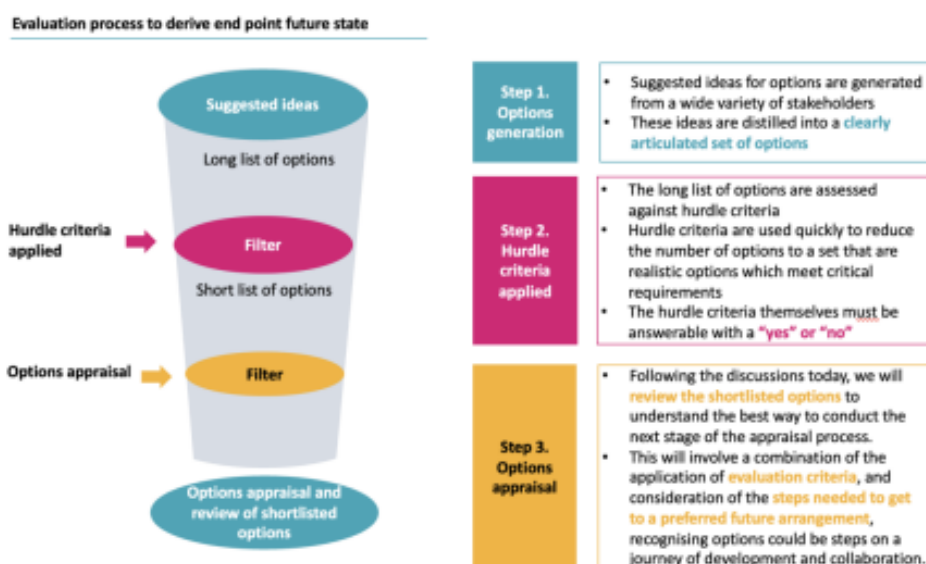 Evaluation process to derive end point future state
Suggested ideas
Long list of options
Hurdle criteria
applied
Filter
Short list of options
Options appraisal
Filter
Options appraisal and
review of shortlisted
options
Step 1.
Options
generation
• Suggested ideas for options are generated
from a wide variety of stakeholders
• These ideas are distilled into a clearly
articulated set of options
Step 2.
Hurdle
criteria
applied
• The long list of options are assessed
against hurdle criteria
• Hurdle criteria are used quickly to reduce
the number of options to a set that are
realistic options which meet critical
requirements
• The hurdle criteria themselves must be
answerable with a “yes” or “no”
Step 3.
Options
appraisal
• Following the discussions today, we will
review the shortlisted options to
understand the best way to conduct the
next stage of the appraisal process.
• This will involve a combination of the
application of evaluation criteria, and
consideration of the steps needed to get
to a preferred future arrangement,
recognising options could be steps on a
journey of development and collaboration.